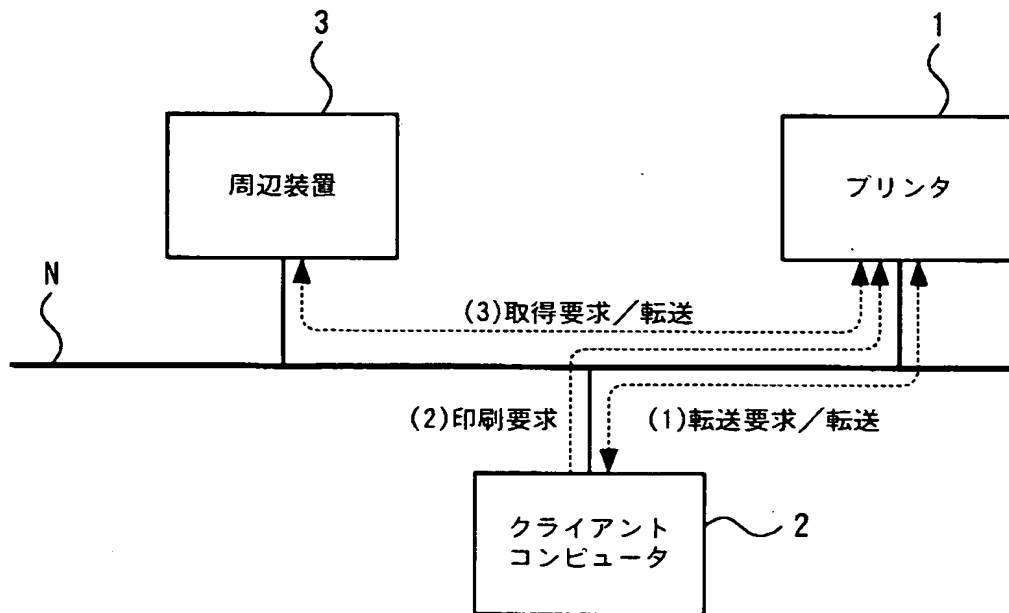 3
1
周辺装置
プリンタ
N
(3)取得要求／転送
(2)印刷要求
(1)転送要求／転送
クライアント
コンピュータ
2